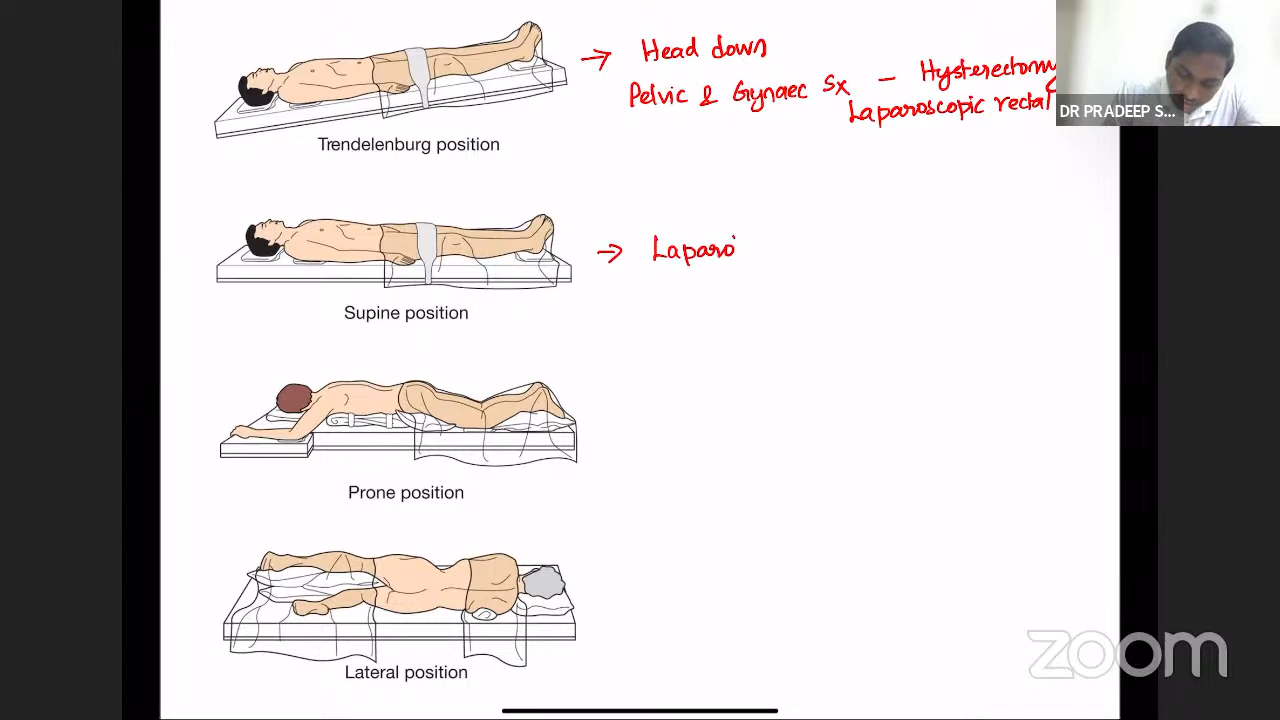 → Head down
Pelvic & Gynaec Sx - Hysterectomy
Laparoscopic rectal
DR PRADEEP S...
Trendelenburg position
→ Laparo
Supine position
Prone position
Lateral position
zoom